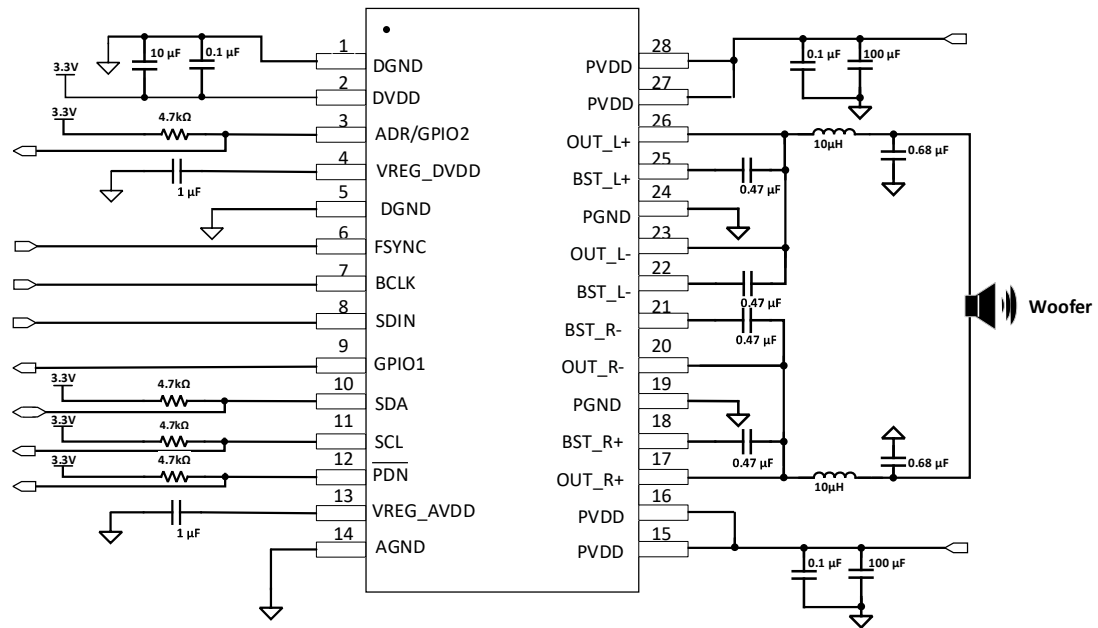 10 µF
0.1 µF
3.3V
1
DGND
2
DVDD
3.3V
4.7kΩ
3
ADR/GPIO2
4
VREG_DVDD
1 µF
5
DGND
6
FSYNC
7
BCLK
8
SDIN
9
GPIO1
3.3V
4.7kΩ
10
SDA
3.3V
4.7kΩ
11
SCL
3.3V
4.7kΩ
12
PDN
13
VREG_AVDD
1 µF
14
AGND
28
PVDD
0.1 µF
100 µF
27
PVDD
26
OUT_L+
10µH
0.68 µF
25
BST_L+
0.47 µF
24
PGND
23
OUT_L-
22
BST_L-
0.47 µF
21
BST_R-
0.47 µF
Woofer
20
OUT_R-
19
PGND
18
BST_R+
0.47 µF
0.68 µF
17
OUT_R+
10µH
16
PVDD
15
PVDD
0.1 µF
100 µF